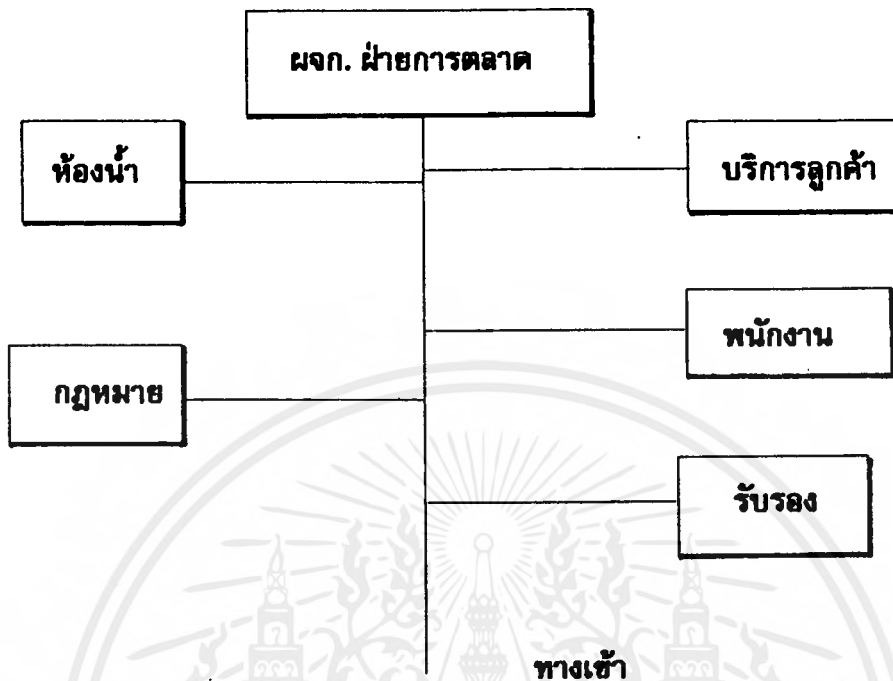 ผจก. ฝ่ายการตลาด
ห้องน้ำ
บริการลูกค้า
พนักงาน
กฎหมาย
รับรอง
ทางเข้า